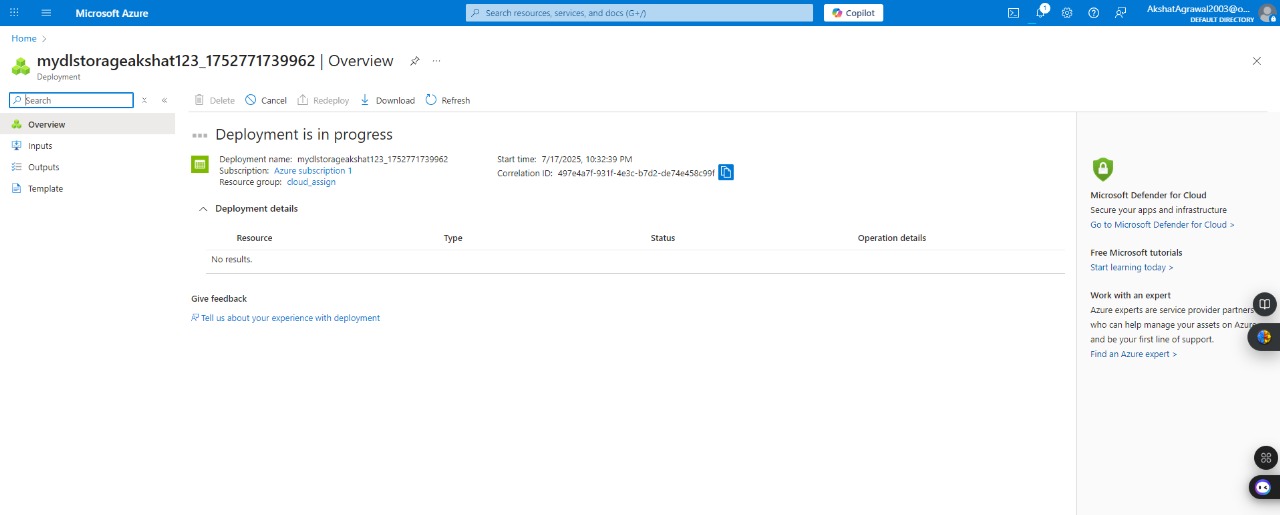 Microsoft Azure
Search resources, services, and docs (G+/)
Copilot
1
AkshatAgrawal2003@o...
DEFAULT DIRECTORY
Home
mydlstorageakshat123_1752771739962 | Overview
Deployment
Search
Delete
Cancel
Redeploy
Download
Refresh
Overview
Inputs
Outputs
Template
Deployment is in progress
Deployment name: mydlstorageakshat123_1752771739962
Subscription: Azure subscription 1
Resource group: cloud_assign
Start time: 7/17/2025, 10:32:39 PM
Correlation ID: 497e4a7f-931f-4e3c-b7d2-de74e458c99f
Deployment details
Resource Type Status Operation details
No results.
Give feedback
Tell us about your experience with deployment
Microsoft Defender for Cloud
Secure your apps and infrastructure
Go to Microsoft Defender for Cloud >
Free Microsoft tutorials
Start learning today >
Work with an expert
Azure experts are service provider partners
who can help manage your assets on Azure
and be your first line of support.
Find an Azure expert >